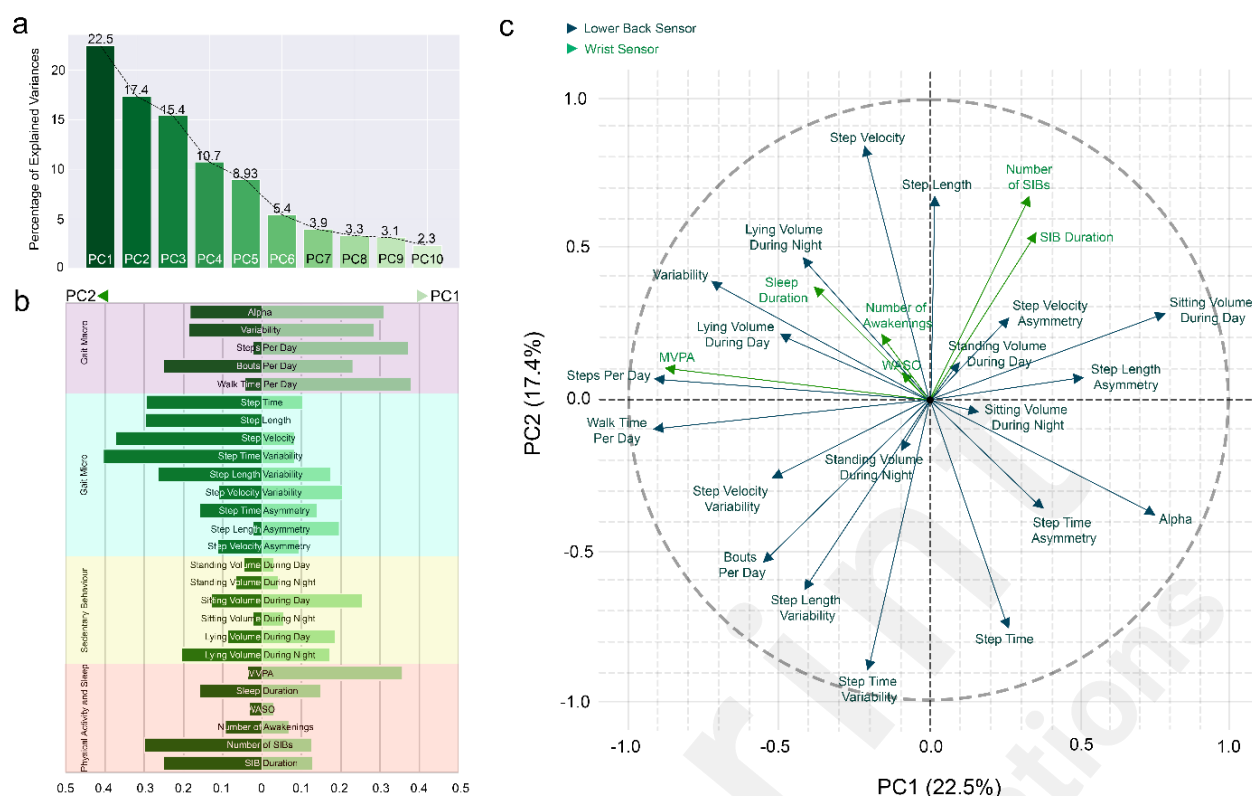 a
Percentage of Explained Variances
20
15
10
5
0
22.5
17.4
15.4
10.7
8.93
5.4
3.9
3.3
3.1
2.3
PC1
PC2
PC3
PC4
PC5
PC6
PC7
PC8
PC9
PC10
b
PC2
PC1
Gait Macro
Alpha
Variability
Steps Per Day
Bouts Per Day
Walk Time Per Day
Gait Micro
Step Time
Step Length
Step Velocity
Step Time Variability
Step Length Variability
Step Velocity Variability
Step Time Asymmetry
Step Length Asymmetry
Step Velocity Asymmetry
Sedentary Behaviour
Standing Volume During Day
Standing Volume During Night
Sitting Volume During Day
Sitting Volume During Night
Lying Volume During Day
Lying Volume During Night
Physical Activity and Sleep
MVPA
Sleep Duration
WASO
Number of Awakenings
Number of SIBs
SIB Duration
0.5 0.4 0.3 0.2 0.1 0 0.1 0.2 0.3 0.4 0.5
c
Lower Back Sensor
Wrist Sensor
PC2 (17.4%)
1.0
0.5
0.0
-0.5
-1.0
Step Velocity
Step Length
Number
of SIBs
SIB Duration
Lying Volume
During Night
Variability
Sleep
Duration
Number of
Awakenings
Step Velocity
Asymmetry
Sitting Volume
During Day
Lying Volume
During Day
Standing Volume
During Day
MVPA
WASO
Steps Per Day
Step Length
Asymmetry
Walk Time
Per Day
Sitting Volume
During Night
Standing Volume
During Night
Step Velocity
Variability
Step Time
Asymmetry
Alpha
Bouts
Per Day
Step Length
Variability
Step Time
Step Time
Variability
-1.0 -0.5 0.0 0.5 1.0
PC1 (22.5%)